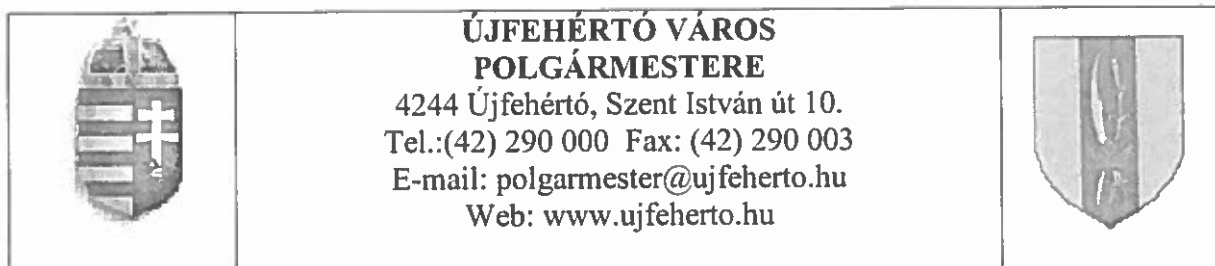 ÚJFEHÉRTÓ VÁROS
POLGÁRMESTERE
4244 Újfehértó, Szent István út 10.
Tel.:(42) 290 000 Fax: (42) 290 003
E-mail: polgarmester@ujfeherto.hu
Web: www.ujfeherto.hu